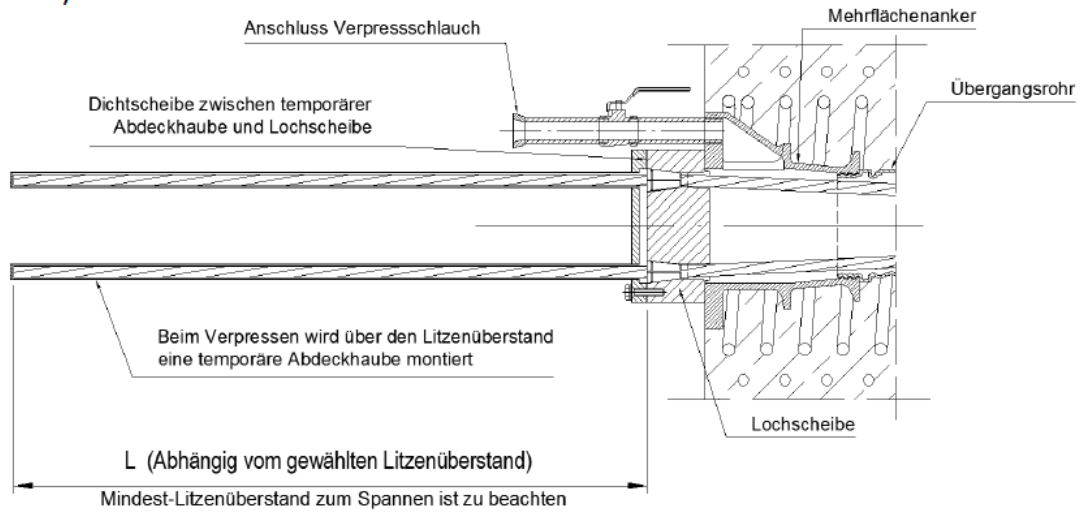 Mehrflächenanker
Anschluss Verpressschlauch
Übergangsrohr
Dichtscheibe zwischen temporärer
Abdeckhaube und Lochscheibe
Beim Verpressen wird über den Litzenüberstand
eine temporäre Abdeckhaube montiert
Lochscheibe
L (Abhängig vom gewählten Litzenüberstand)
Mindest-Litzenüberstand zum Spannen ist zu beachten